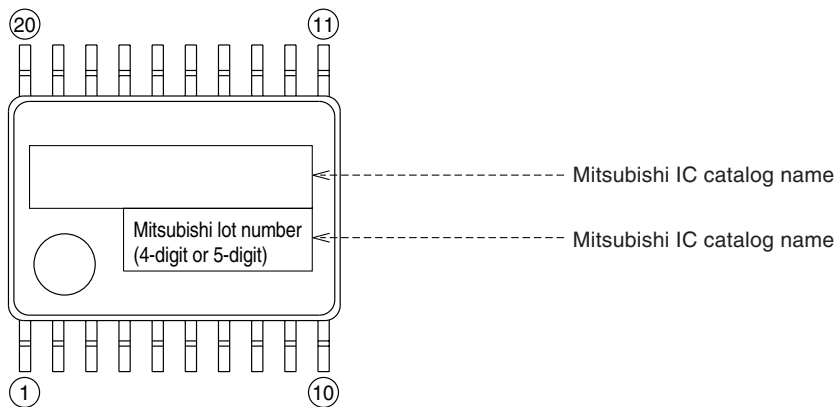 20 11
Mitsubishi IC catalog name
Mitsubishi lot number
(4-digit or 5-digit)
Mitsubishi IC catalog name
1 10